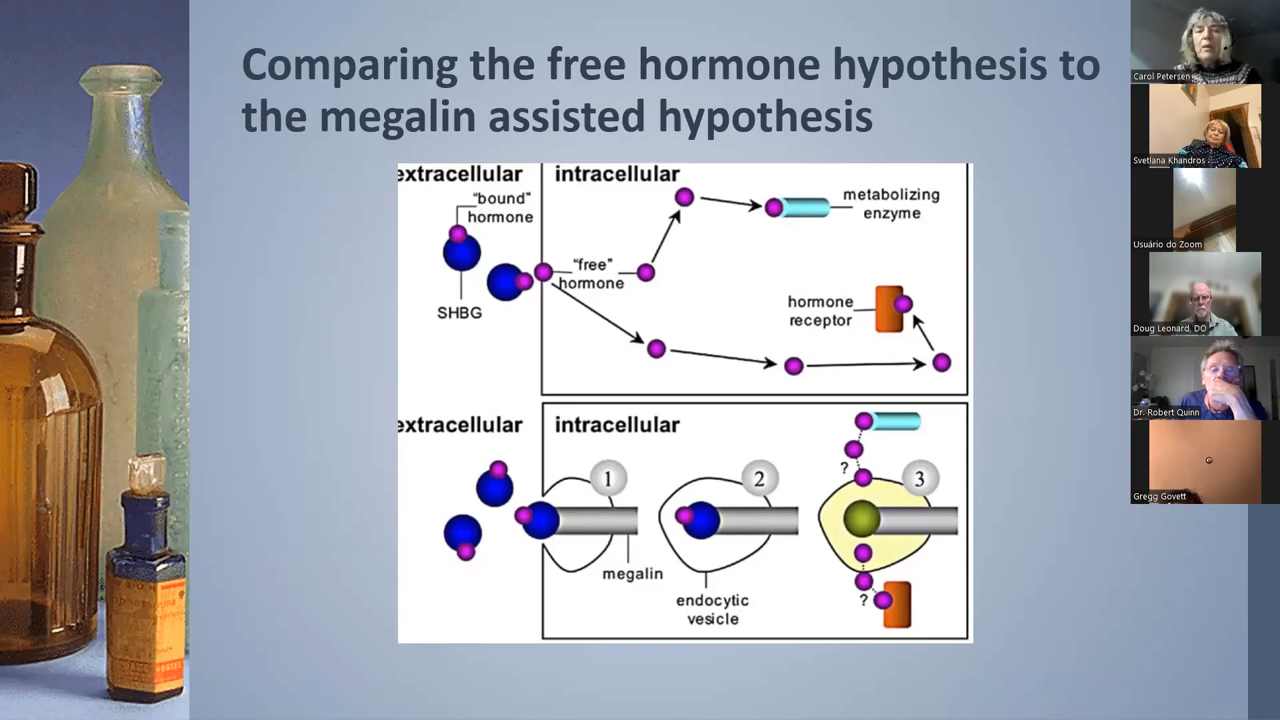 Comparing the free hormone hypothesis to
the megalin assisted hypothesis
extracellular
intracellular
"bound"
hormone
SHBG
"free"
hormone
metabolizing
enzyme
hormone
receptor
extracellular
intracellular
1
2
3
?
?
megalin
endocytic
vesicle
Carol Petersen
Svetlana Khandros
Usuário do Zoom
Doug Leonard, DO
Dr. Robert Quinn
Gregg Govett